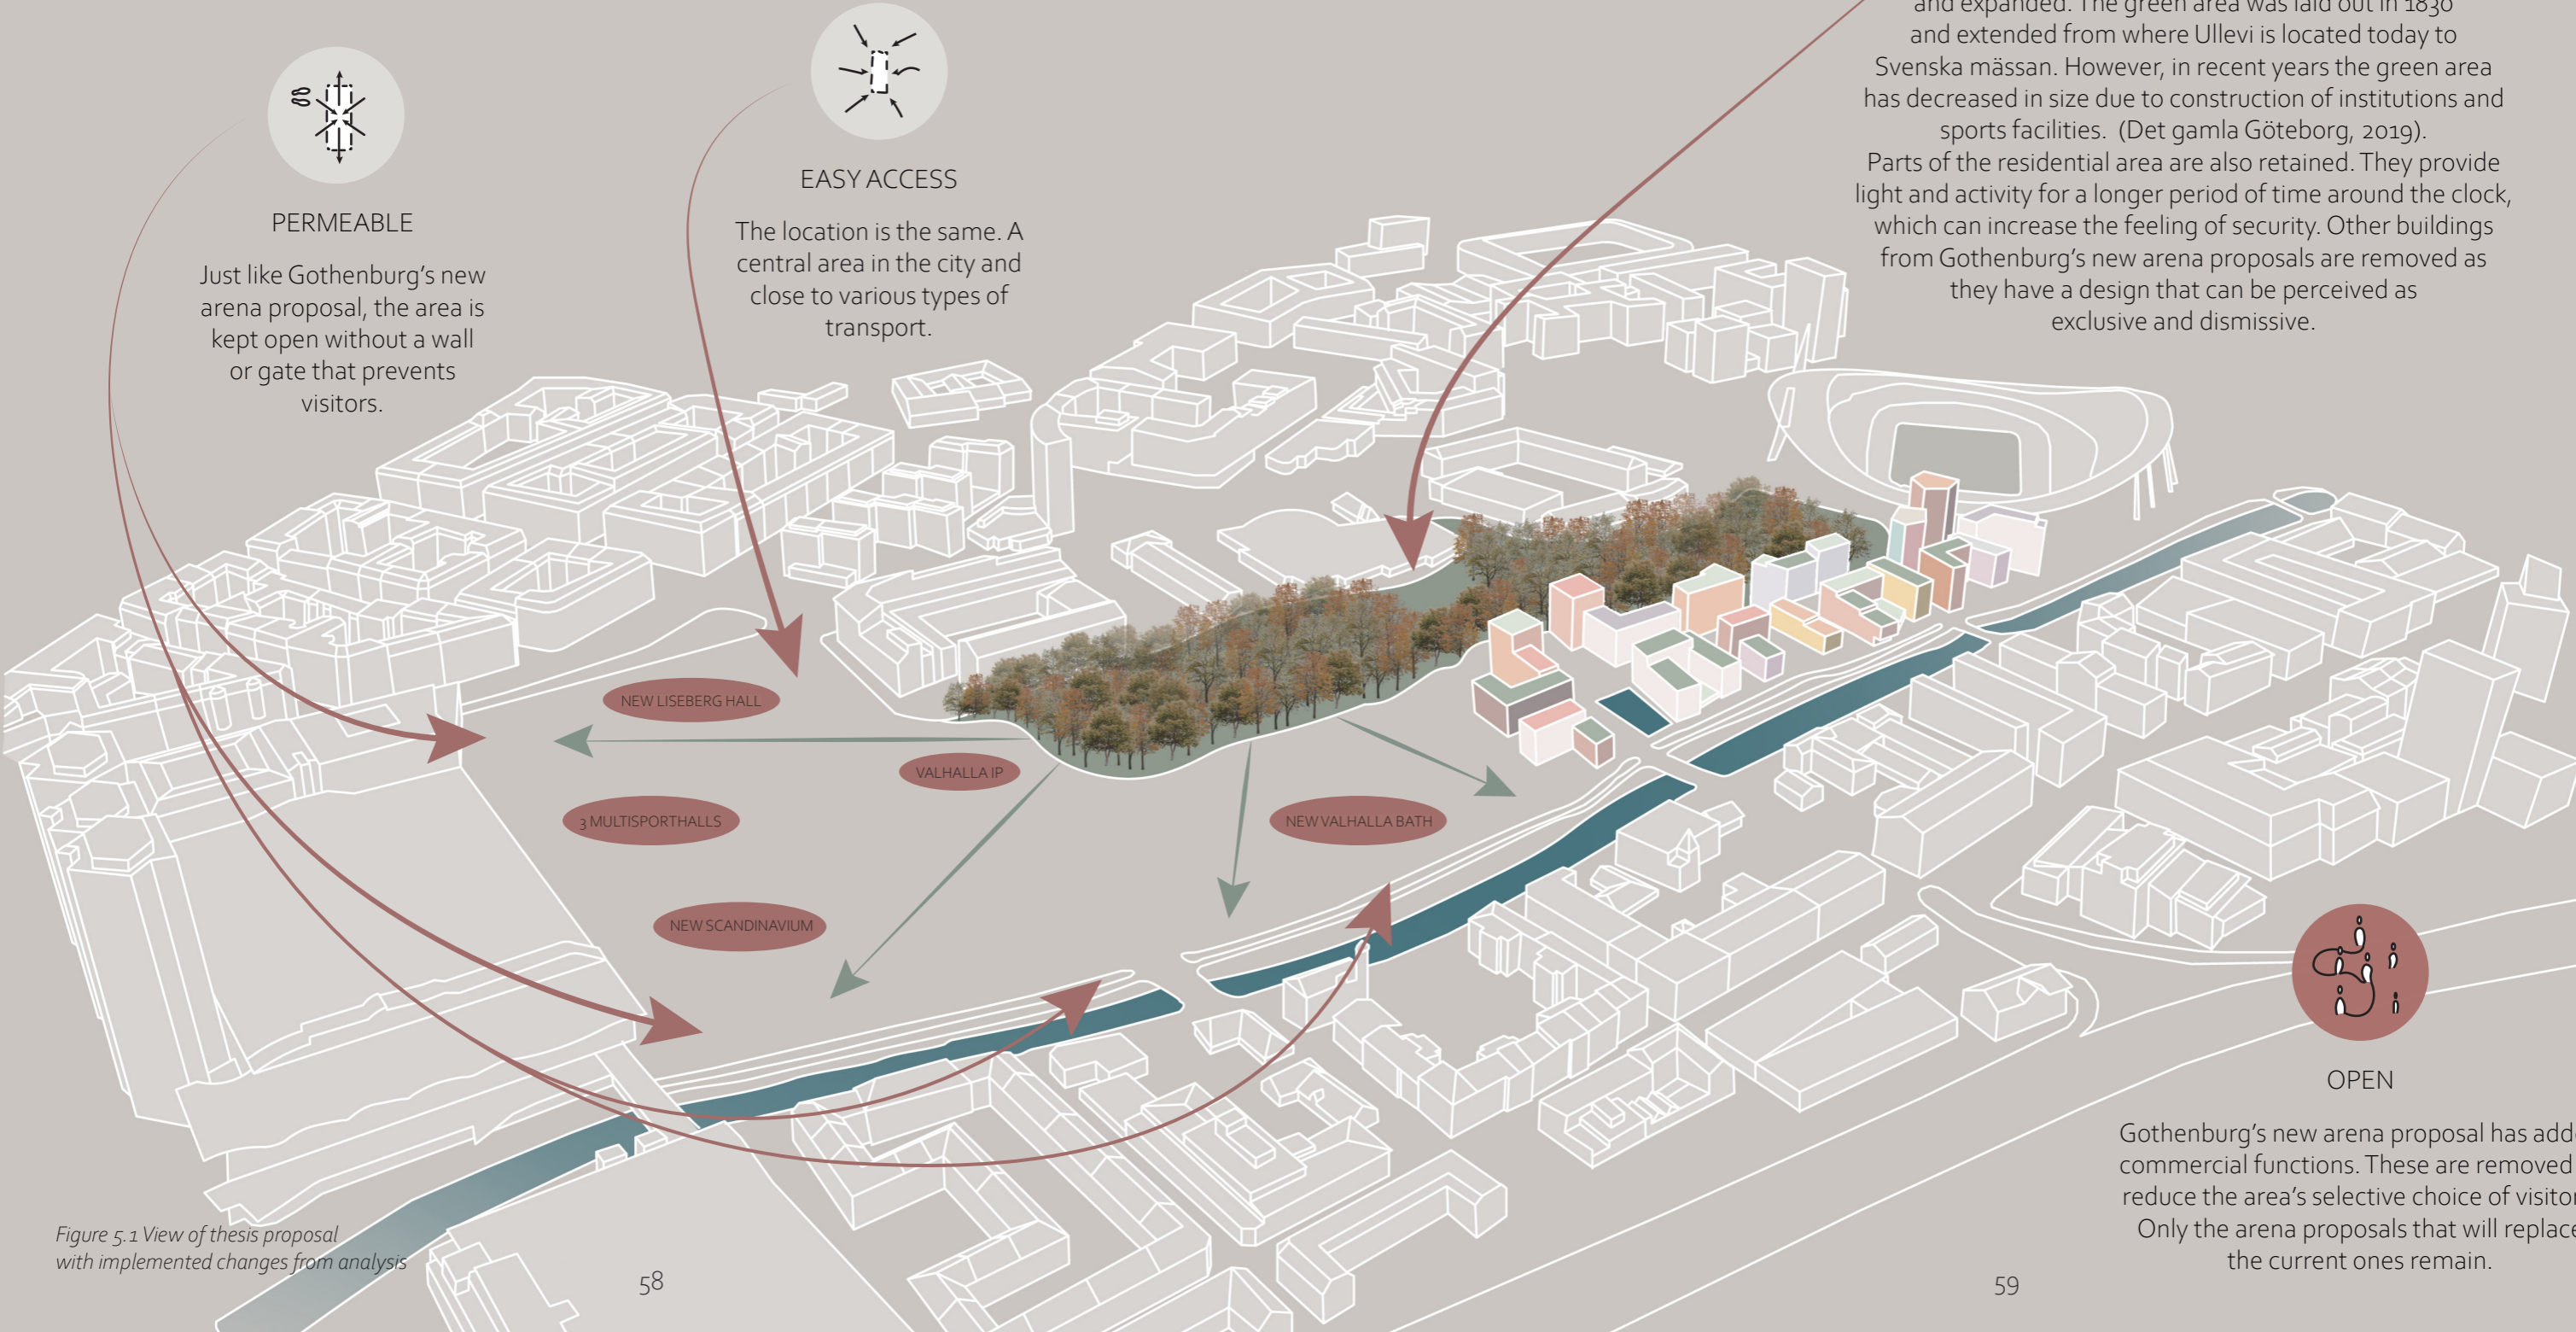 PERMEABLE
Just like Gothenburg's new
arena proposal, the area is
kept open without a wall
or gate that prevents
visitors.
EASY ACCESS
The location is the same. A
central area in the city and
close to various types of
transport.
and expanded. The green area was laid out in 1830
and extended from where Ullevi is located today to
Svenska mässan. However, in recent years the green area
has decreased in size due to construction of institutions and
sports facilities. (Det gamla Göteborg, 2019).
Parts of the residential area are also retained. They provide
light and activity for a longer period of time around the clock,
which can increase the feeling of security. Other buildings
from Gothenburg's new arena proposals are removed as
they have a design that can be perceived as
exclusive and dismissive.
NEW LISEBERG HALL
VALHALLA IP
3 MULTISPORTHALLS
NEW VALHALLA BATH
NEW SCANDINAVIUM
OPEN
Gothenburg's new arena proposal has
commercial functions. These are removed
reduce the area's selective choice of
Only the arena proposals that will replace
the current ones remain.
Figure 5.1 View of thesis proposal
with implemented changes from analysis
58
59